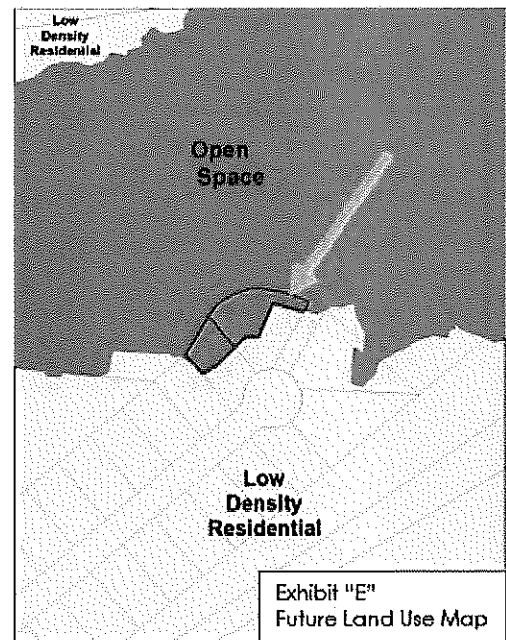 Low
Density
Residential
Open
Space
Low
Density
Residential
Exhibit "E"
Future Land Use Map